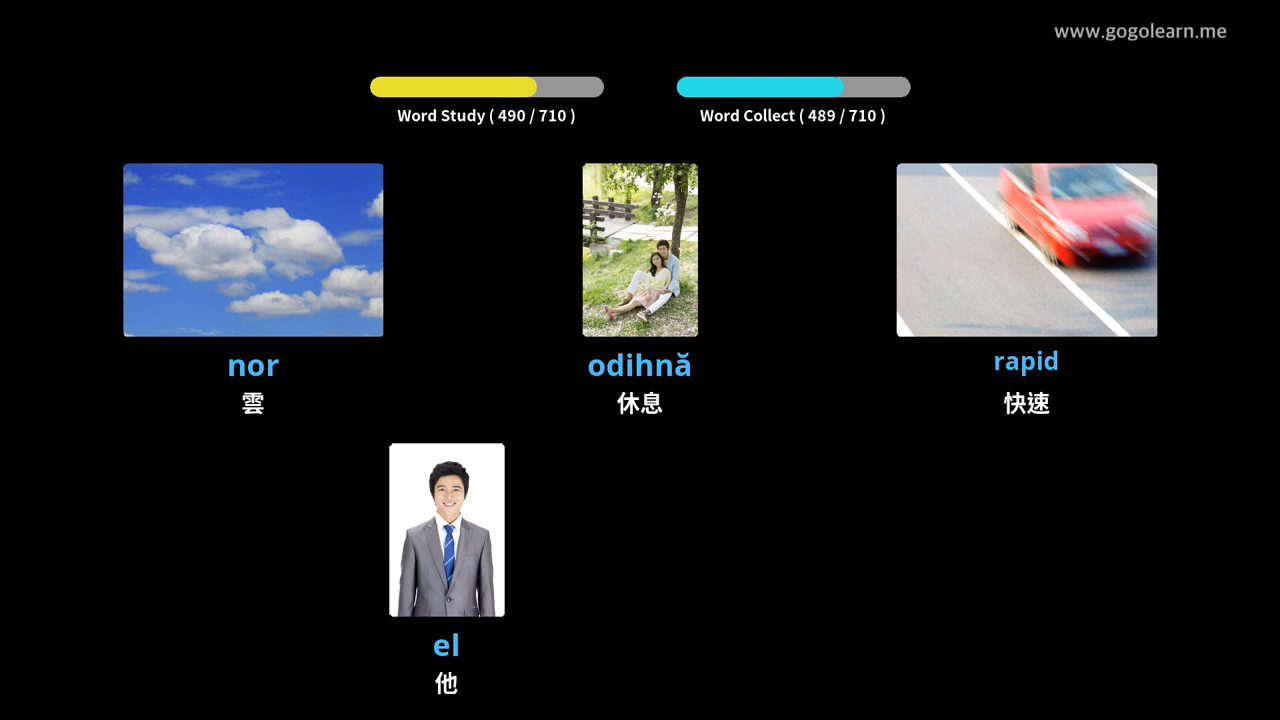 www.gogolearn.me
Word Study ( 490 / 710 )
Word Collect ( 489 / 710 )
nor
雲
odihnă
休息
rapid
快速
el
他